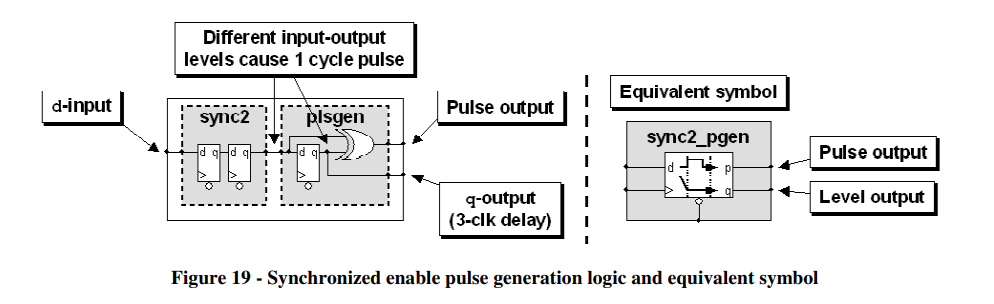 Different input-output
levels cause 1 cycle pulse
d-input
sync2
plsgen
Pulse output
d q
d q
d q
q-output
(3-clk delay)
Equivalent symbol
sync2_pgen
d
p
q
Pulse output
Level output
Figure 19 - Synchronized enable pulse generation logic and equivalent symbol